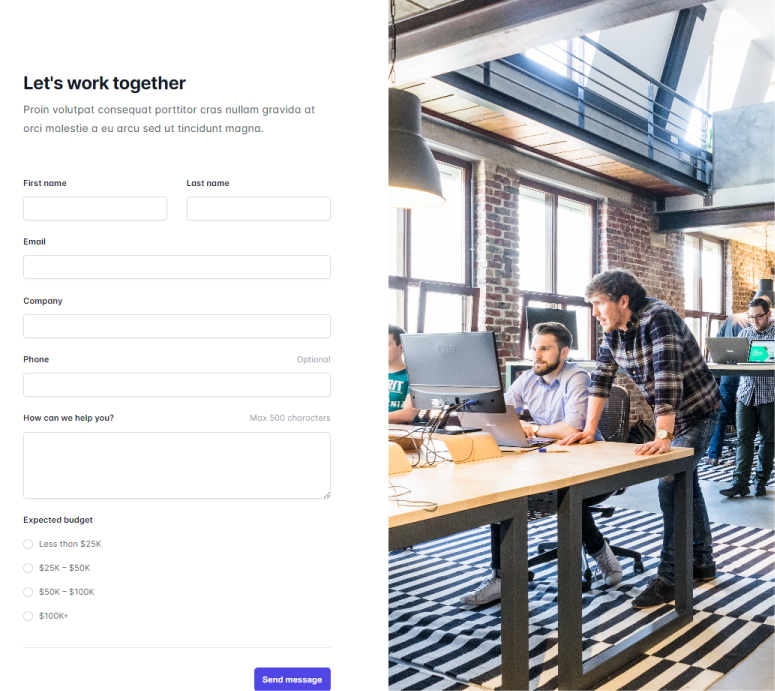 Let's work together
Proin volutpat consequat porttitor cras nullam gravida at
orci molestie a eu arcu sed ut tincidunt magna.
First name
Last name
Email
Company
Phone
Optional
How can we help you?
Max 500 characters
Expected budget
Less than $25K
$25K – $50K
$50K – $100K
$100K+
Send message